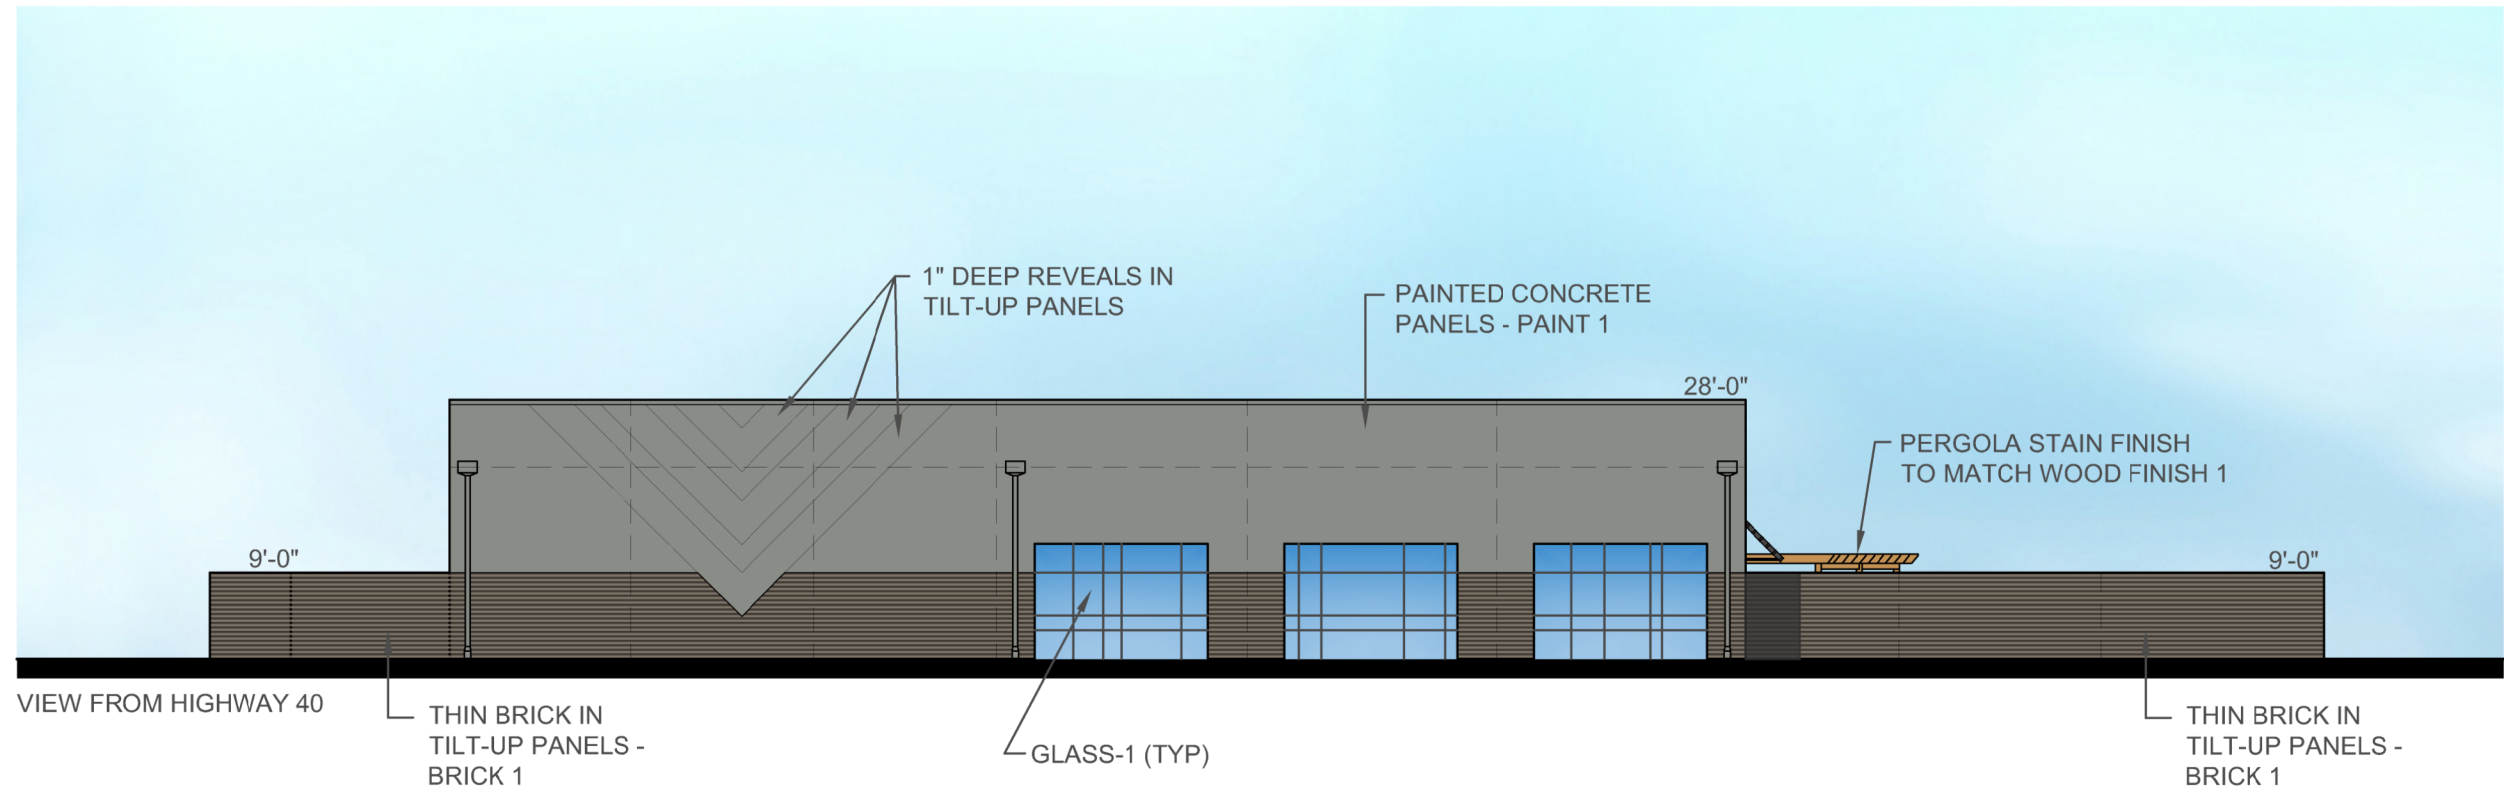 1" DEEP REVEALS IN
TILT-UP PANELS
PAINTED CONCRETE
PANELS - PAINT 1
28'-0"
PERGOLA STAIN FINISH
TO MATCH WOOD FINISH 1
9'-0"
9'-0"
VIEW FROM HIGHWAY 40
THIN BRICK IN
TILT-UP PANELS -
BRICK 1
GLASS-1 (TYP)
THIN BRICK IN
TILT-UP PANELS -
BRICK 1